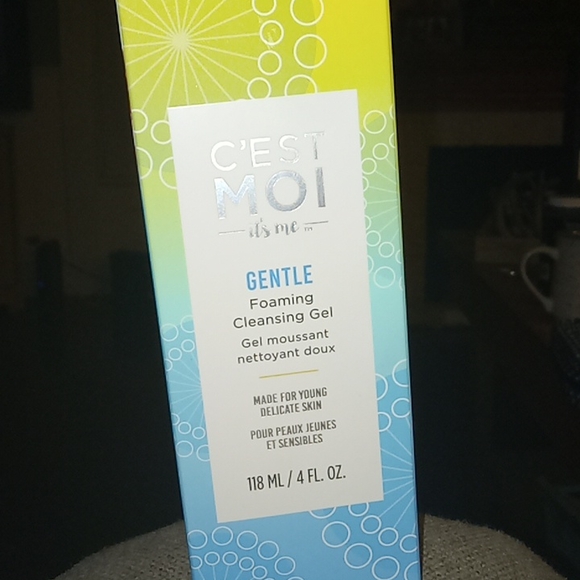 C'EST
MOI
it's me™
GENTLE
Foaming
Cleansing Gel
Gel moussant
nettoyant doux
MADE FOR YOUNG
DELICATE SKIN
POUR PEAUX JEUNES
ET SENSIBLES
118 ML / 4 FL. OZ.